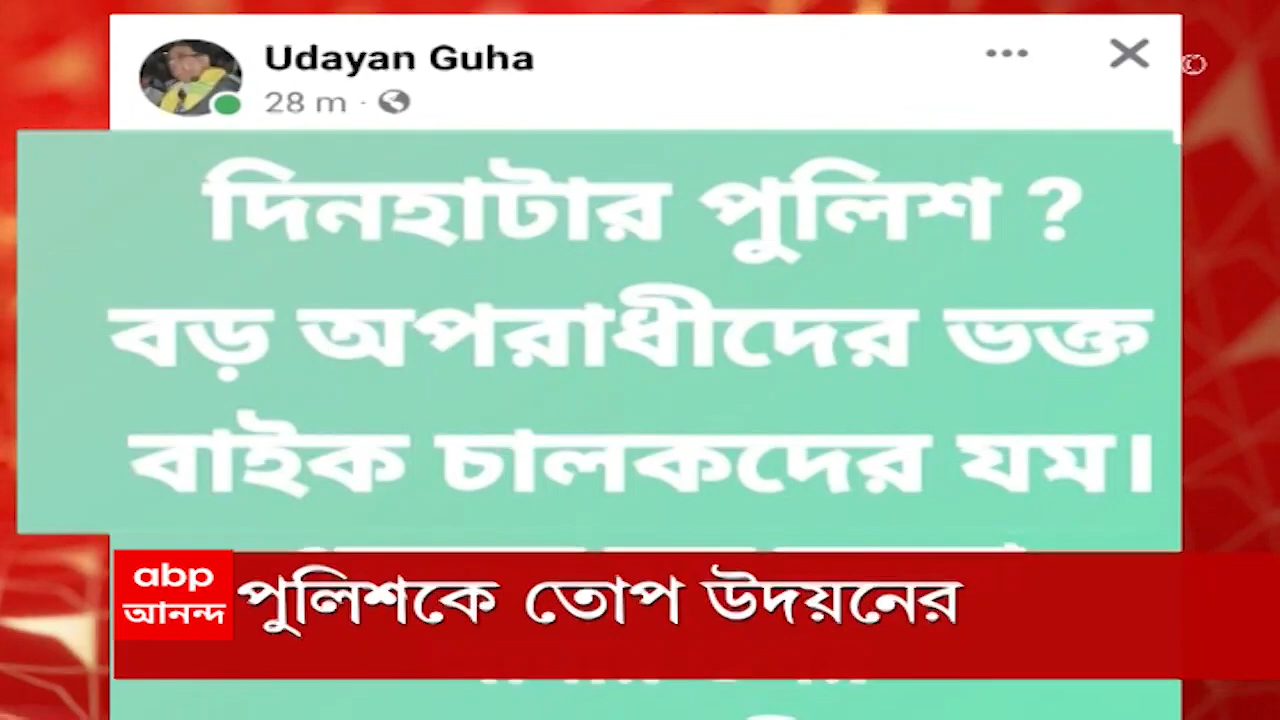 Udayan Guha
28 m ·
দিনহাটার পুলিশ ?
বড় অপরাধীদের ভক্ত
বাইক চালকদের যম।
abp
আনন্দ
পুলিশকে তোপ উদয়নের